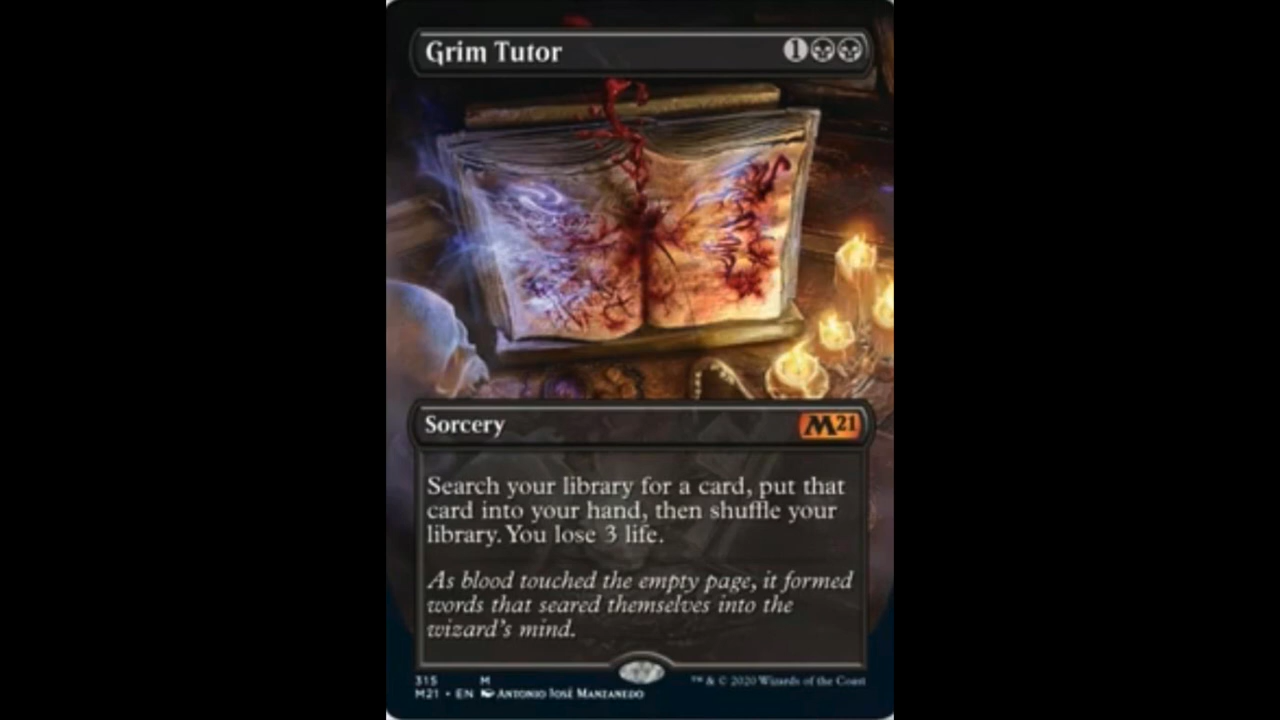 Grim Tutor 1
Sorcery M21
Search your library for a card, put that
card into your hand, then shuffle your
library. You lose 3 life.
As blood touched the empty page, it formed
words that seared themselves into the
wizard's mind.
315 M
M21 • EN Antonio José Manzanedo
™ & © 2020 Wizards of the Coast